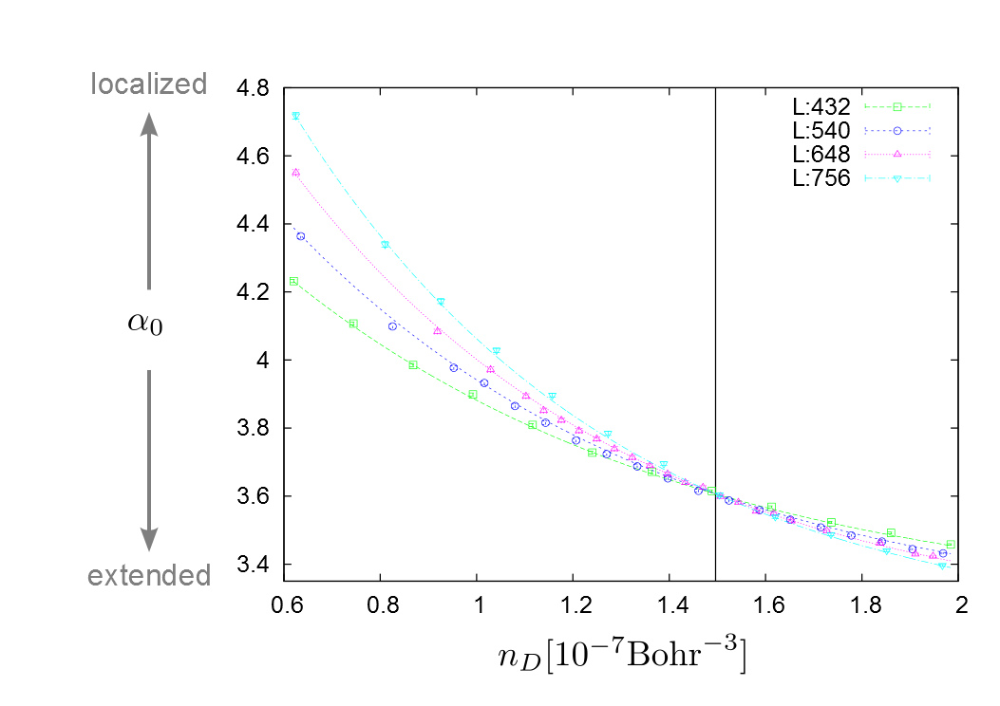 localized
α₀
extended
4.8
4.6
4.4
4.2
4
3.8
3.6
3.4
L:432
L:540
L:648
L:756
0.6 0.8 1 1.2 1.4 1.6 1.8 2
n_D[10⁻⁷Bohr⁻³]